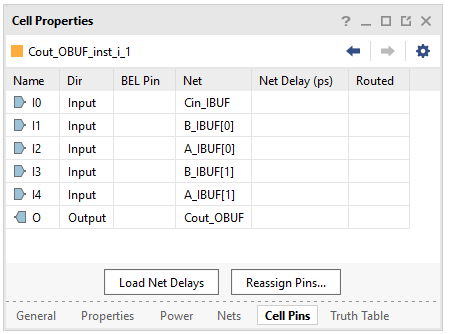 Cell Properties
Cout_OBUF_inst_i_1
Name Dir BEL Pin Net Net Delay (ps) Routed
I0 Input Cin_IBUF
I1 Input B_IBUF[0]
I2 Input A_IBUF[0]
I3 Input B_IBUF[1]
I4 Input A_IBUF[1]
O Output Cout_OBUF
Load Net Delays Reassign Pins...
General Properties Power Nets Cell Pins Truth Table